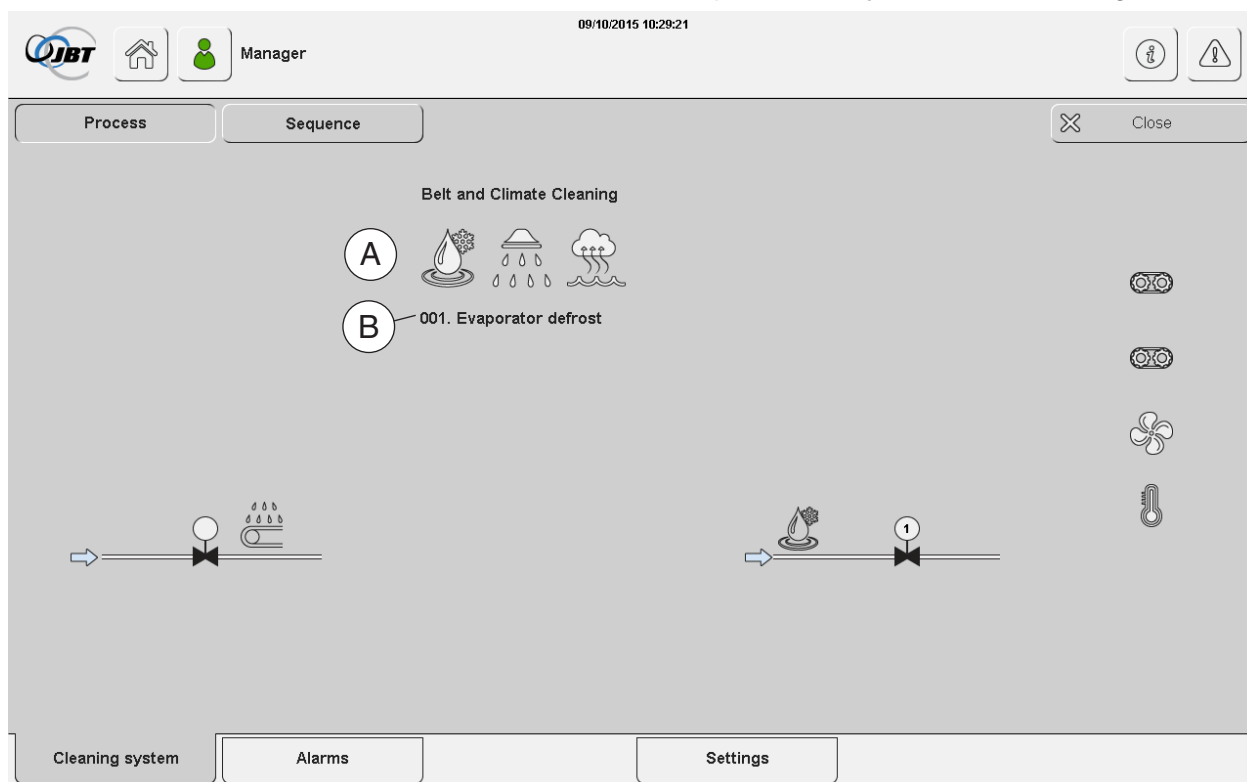 09/10/2015 10:29:21
JBT
Manager
i
Process
Sequence
Close
Belt and Climate Cleaning
A
B
001. Evaporator defrost
1
Cleaning system
Alarms
Settings